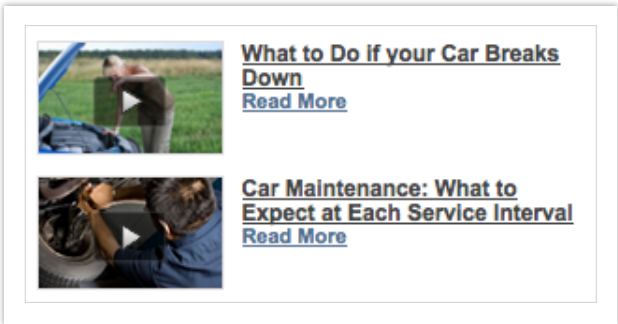 What to Do if your Car Breaks
Down
Read More
Car Maintenance: What to
Expect at Each Service Interval
Read More